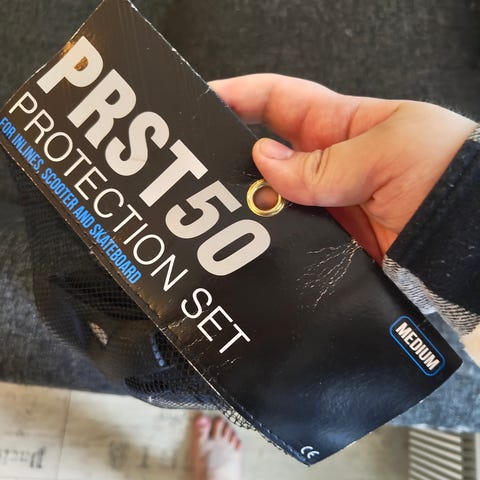 PRST50
PROTECTION SET
FOR INLINES, SCOOTER AND SKATEBOARD
MEDIUM
CE